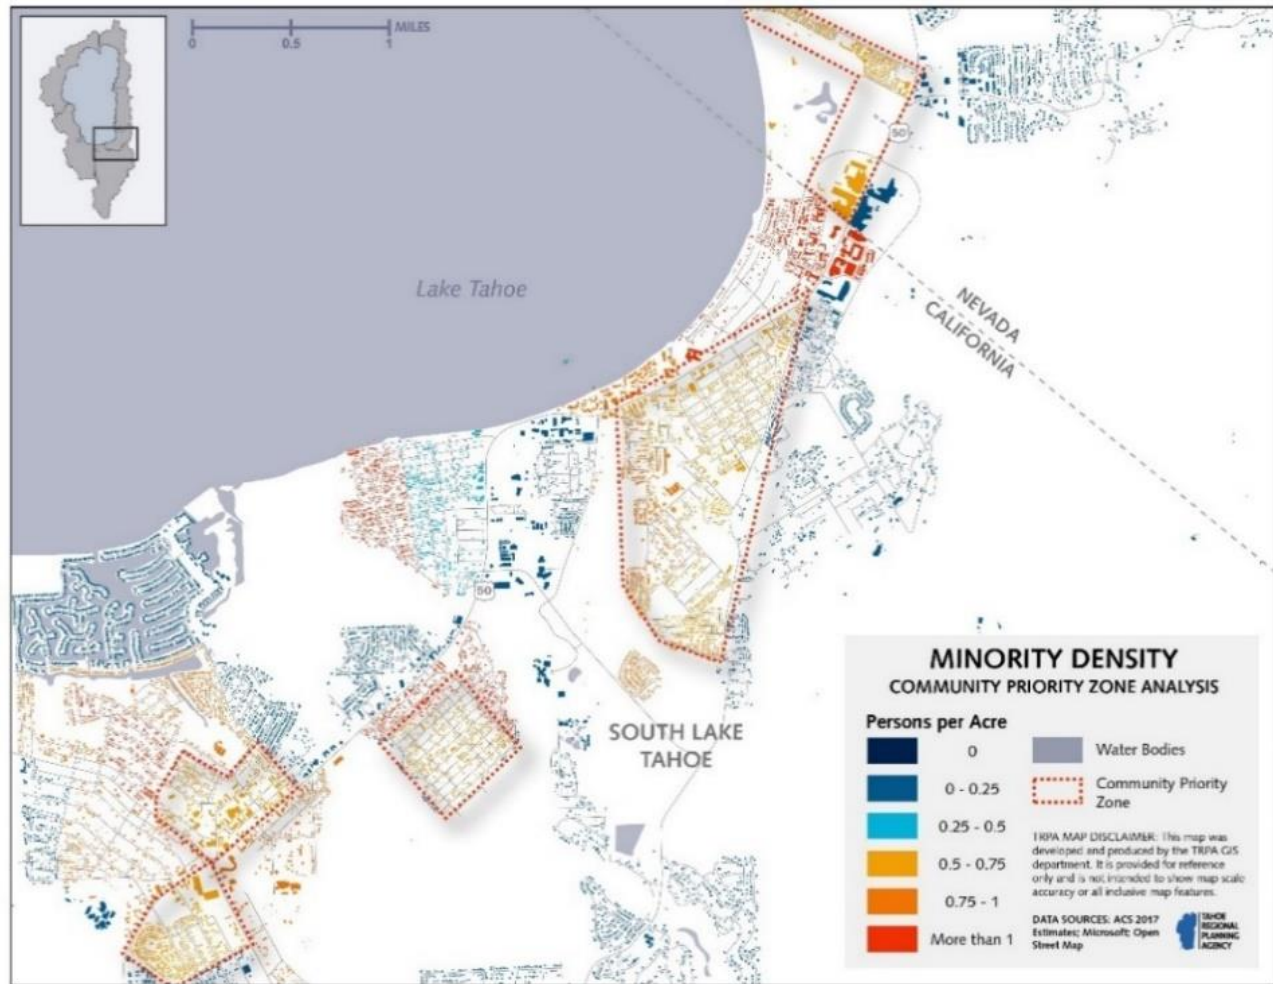 MILES
0 0.5 1
50
Lake Tahoe
NEVADA
CALIFORNIA
50
SOUTH LAKE
TAHOE
MINORITY DENSITY
COMMUNITY PRIORITY ZONE ANALYSIS
Persons per Acre
0
0 - 0.25
0.25 - 0.5
0.5 - 0.75
0.75 - 1
More than 1
Water Bodies
Community Priority
Zone
TRPA MAP DISCLAIMER: This map was
developed and produced by the TRPA GIS
department. It is provided for reference
only and is not intended to show map scale
accuracy or all inclusive map features.
DATA SOURCES: ACS 2017
Estimates; Microsoft; Open
Street Map
TAHOE
REGIONAL
PLANNING
AGENCY